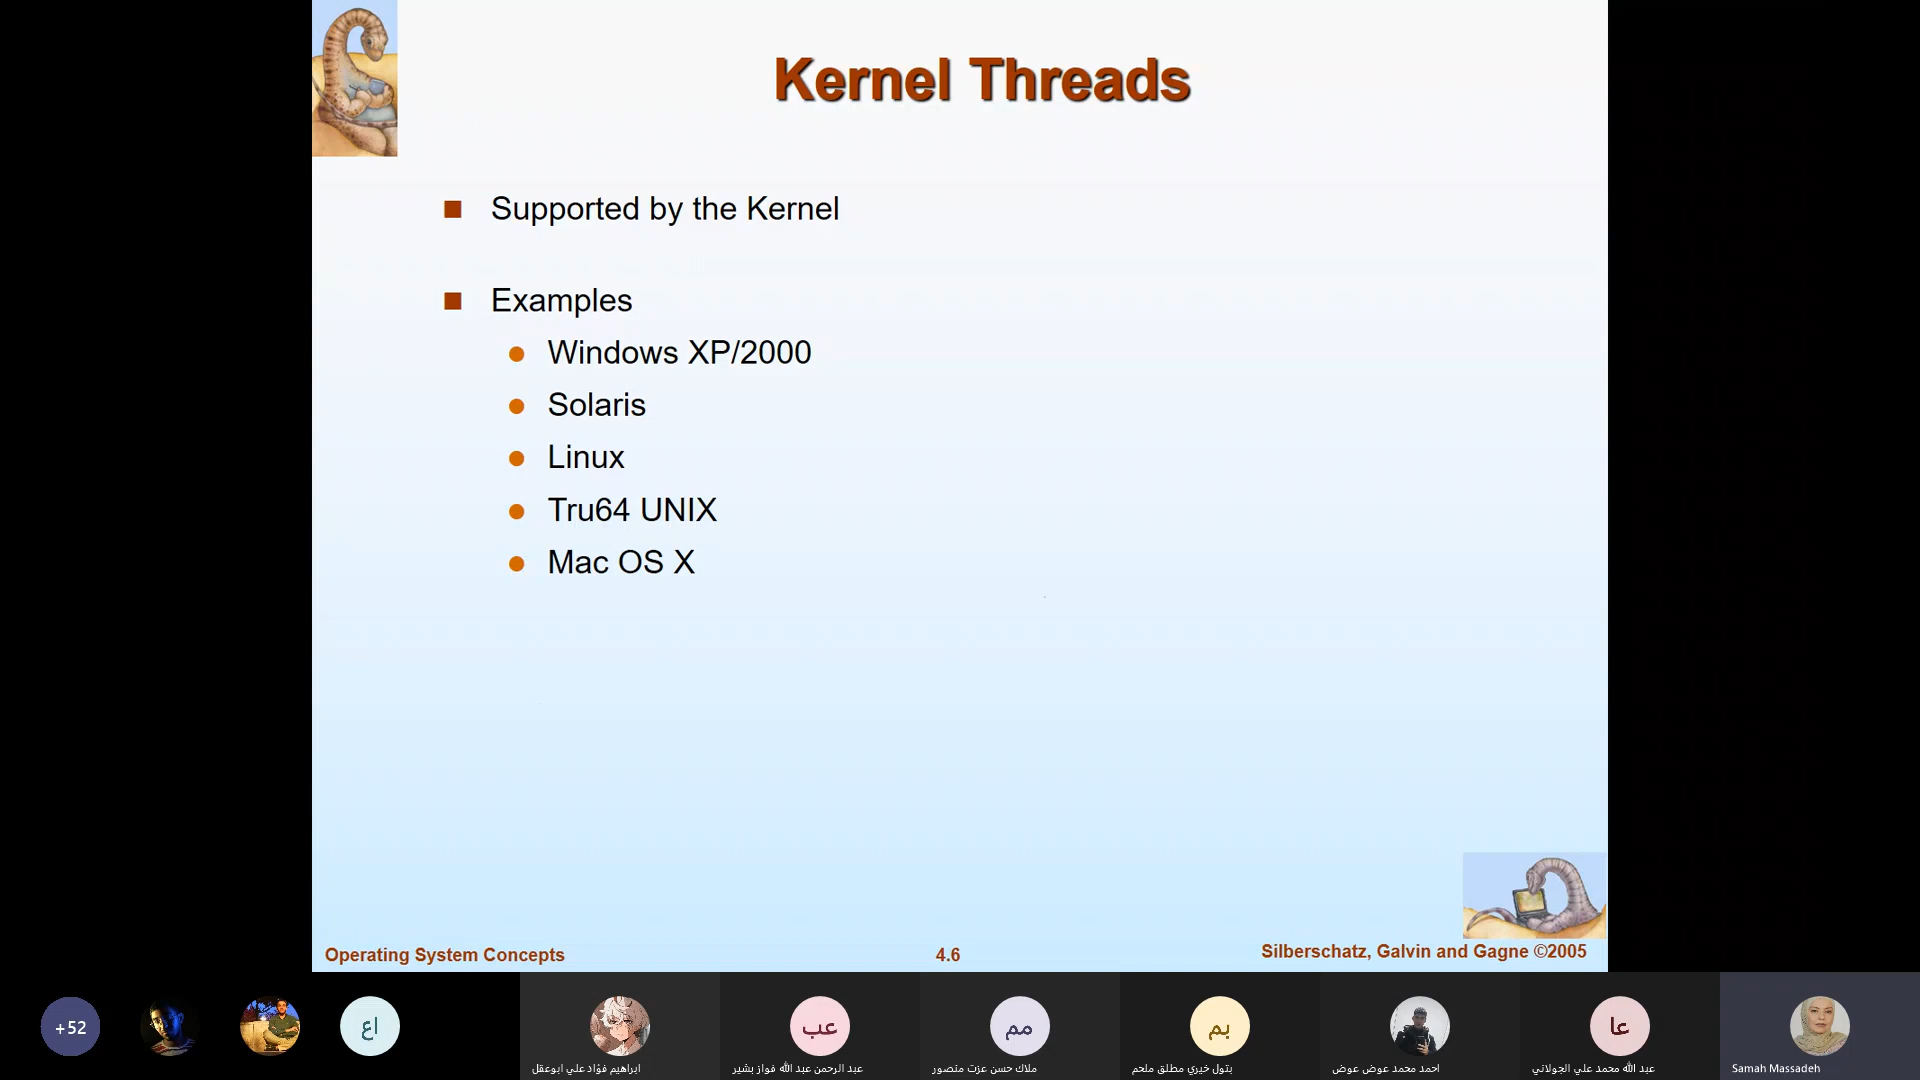 Kernel Threads
Supported by the Kernel
Examples
Windows XP/2000
Solaris
Linux
Tru64 UNIX
Mac OS X
Operating System Concepts
4.6
Silberschatz, Galvin and Gagne ©2005
+52
اع
عب
مم
بم
عا
ابراهيم فؤاد علي ابوعقل
عبد الرحمن عبد الله فواز بشير
ملاك حسن عزت منصور
بتول خيري مطلق ملحم
احمد محمد عوض عوض
عبد الله محمد علي الجولاني
Samah Massadeh